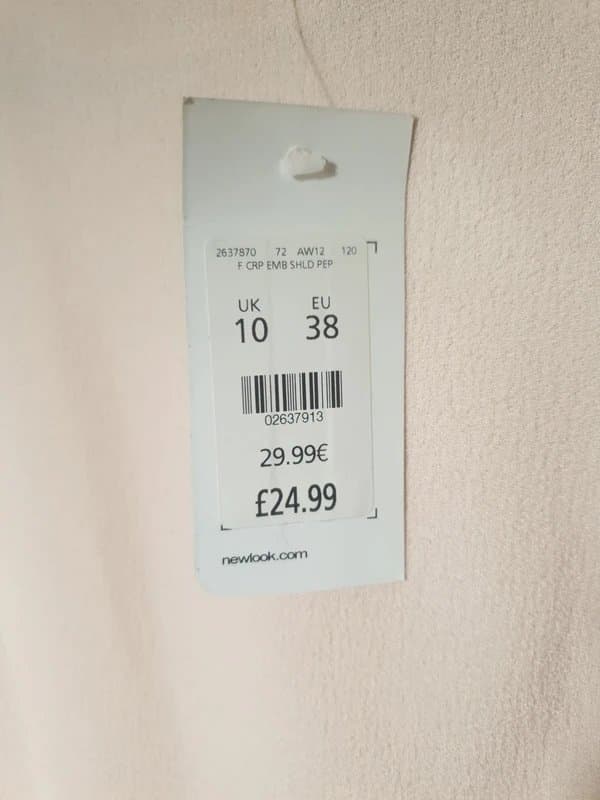 2637870 72 AW12 120
F CRP EMB SHLD PEP
UK EU
10 38
02637913
29.99€
£24.99
newlook.com